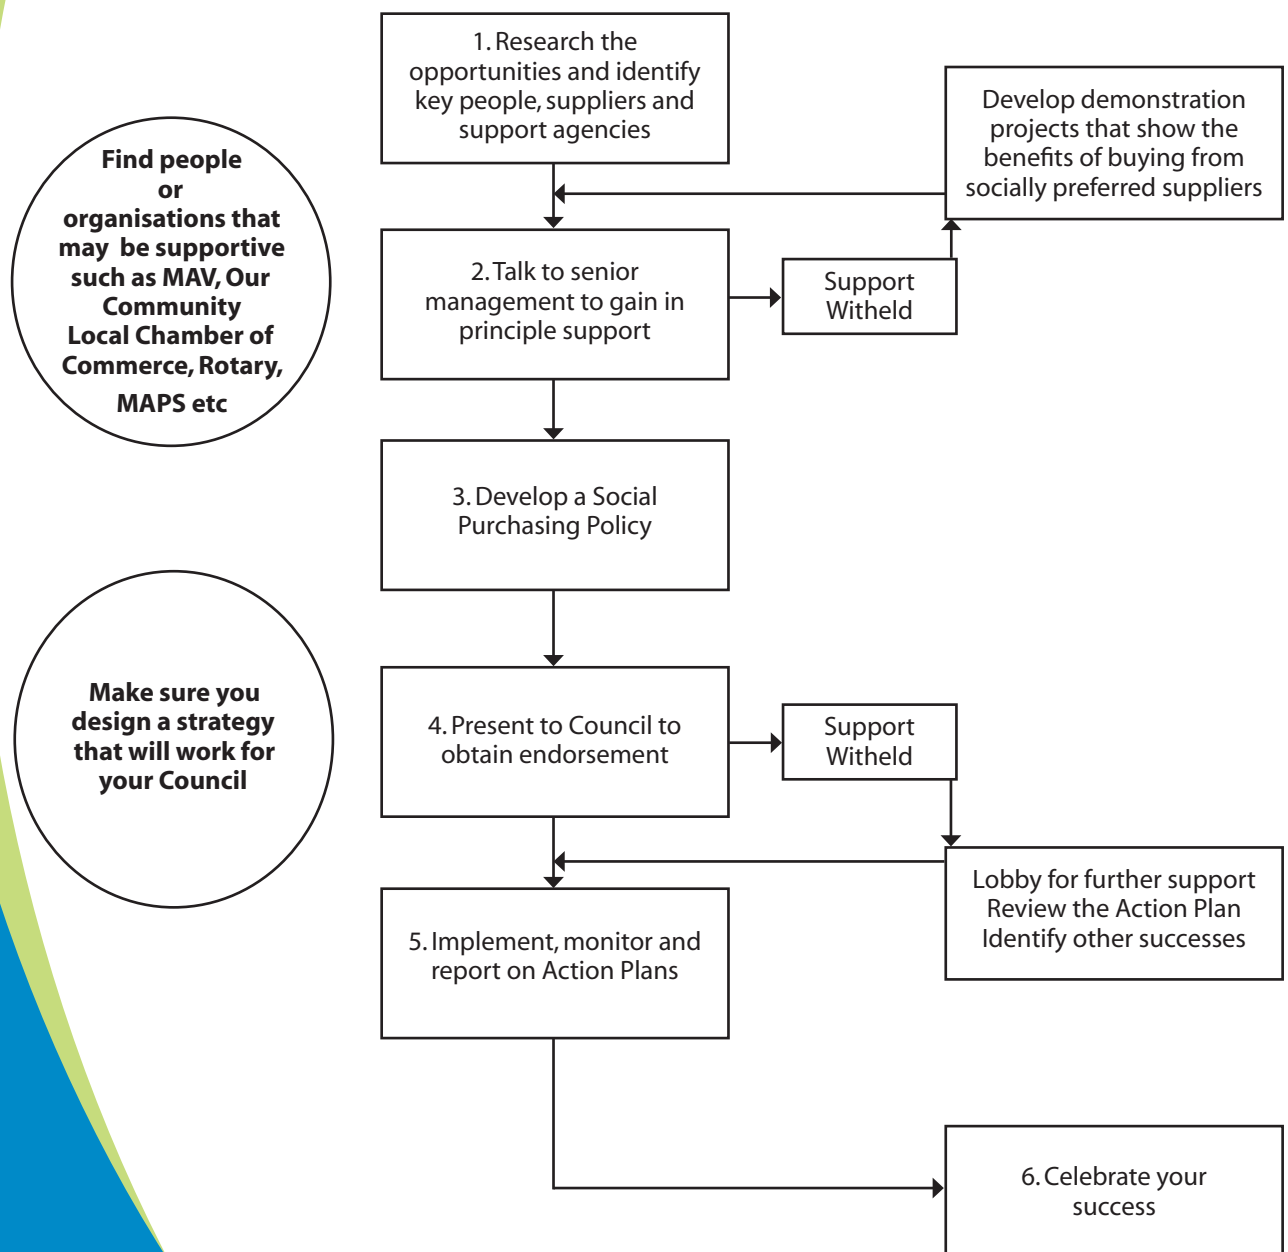 1. Research the
opportunities and identify
key people, suppliers and
support agencies
Develop demonstration
projects that show the
benefits of buying from
socially preferred suppliers
Find people
or
organisations that
may be supportive
such as MAV, Our
Community
Local Chamber of
Commerce, Rotary,
MAPS etc
2. Talk to senior
management to gain in
principle support
Support
Witheld
3. Develop a Social
Purchasing Policy
Make sure you
design a strategy
that will work for
your Council
4. Present to Council to
obtain endorsement
Support
Witheld
Lobby for further support
Review the Action Plan
Identify other successes
5. Implement, monitor and
report on Action Plans
6. Celebrate your
success